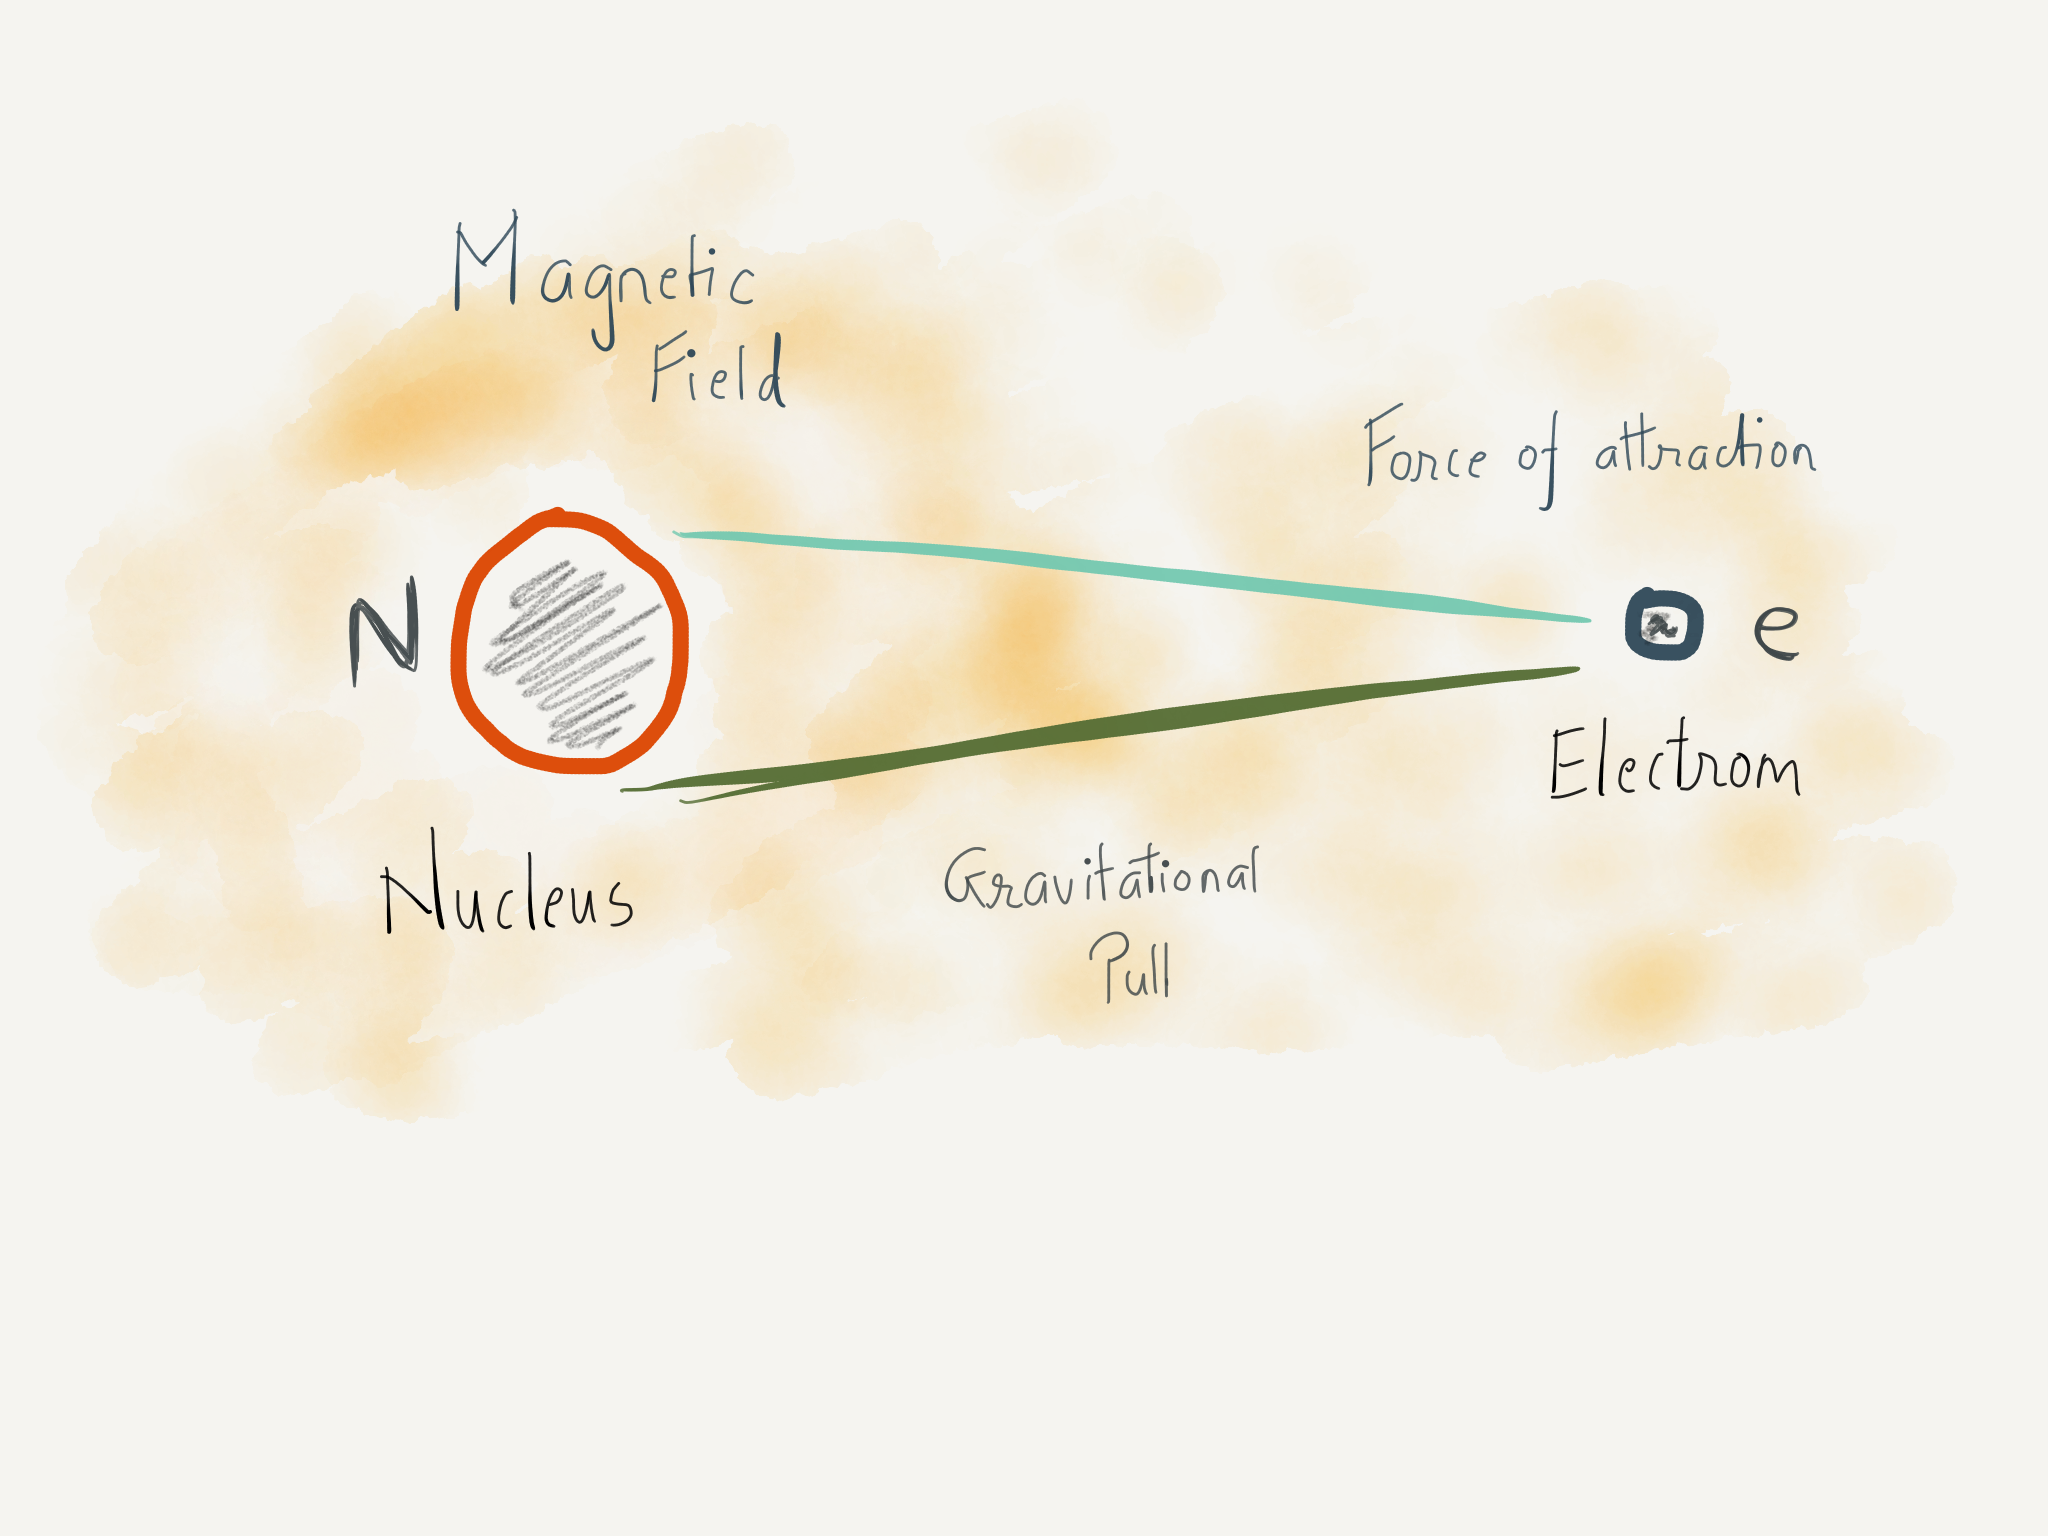 Magnetic
Field
Force of attraction
N
e
Electrom
Nucleus
Gravitational
Pull